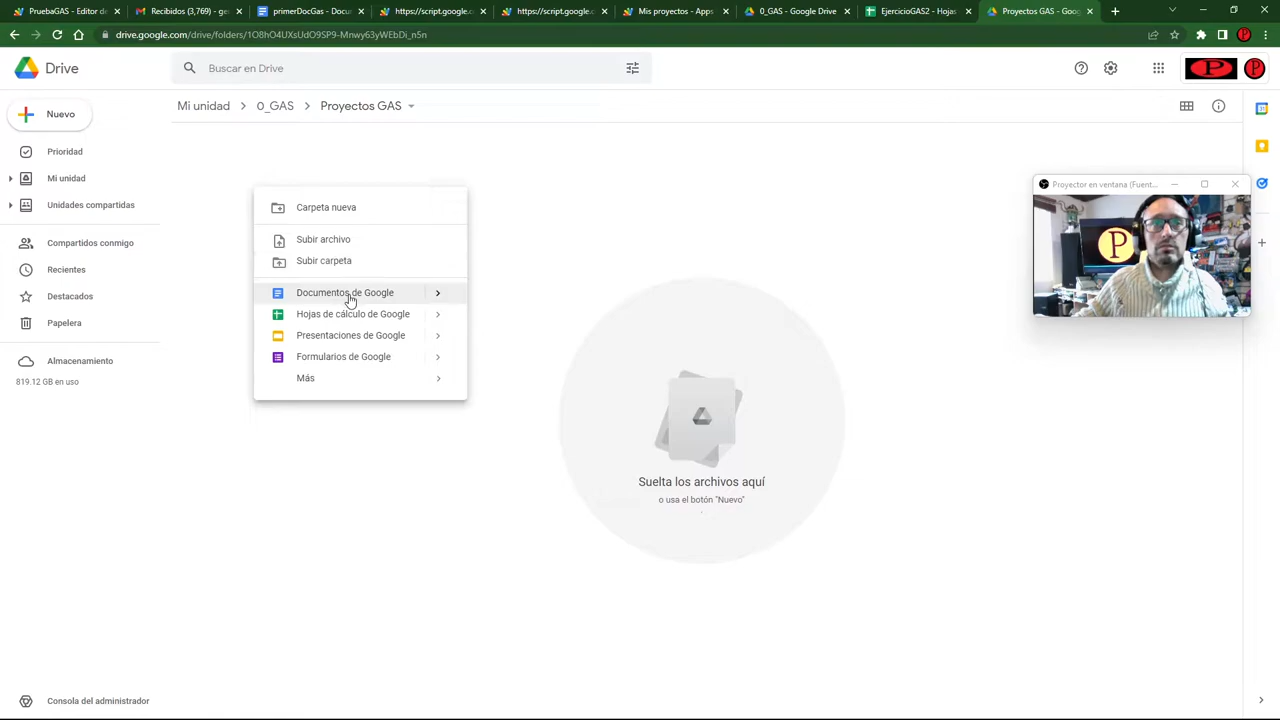 PruebaGAS - Editor de
Recibidos (3,769) - ge
primerDocGas - Docum
https://script.google.c
https://script.google.c
Mis proyectos - Apps
0_GAS - Google Drive
EjercicioGAS2 - Hojas
Proyectos GAS - Goog
drive.google.com/drive/folders/1O8hO4UXsUdO9SP9-Mnwy63yWEbDi_n5n
Drive
Buscar en Drive
P
P
Nuevo
Mi unidad
0_GAS
Proyectos GAS
Prioridad
Mi unidad
Unidades compartidas
Compartidos conmigo
Recientes
Destacados
Papelera
Almacenamiento
819.12 GB en uso
Carpeta nueva
Subir archivo
Subir carpeta
Documentos de Google
Hojas de cálculo de Google
Presentaciones de Google
Formularios de Google
Más
Proyector en ventana (Fuent...
P
Suelta los archivos aquí
o usa el botón "Nuevo"
.
Consola del administrador